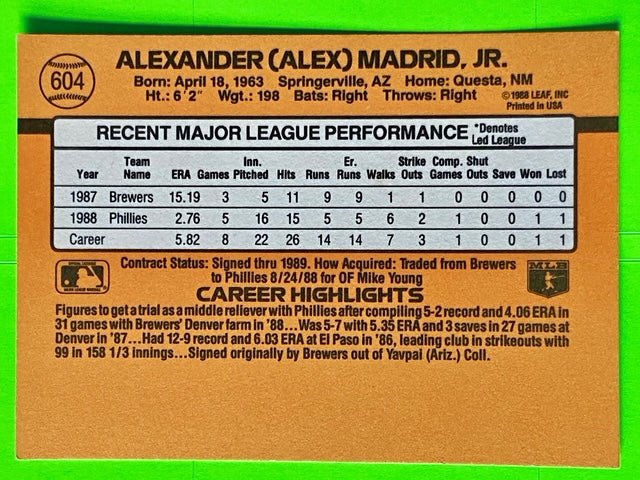 604
ALEXANDER (ALEX) MADRID, JR.
Born: April 18, 1963 Springerville, AZ Home: Questa, NM
Ht.: 6'2" Wgt.: 198 Bats: Right Throws: Right
©1988 LEAF, INC
Printed in USA
RECENT MAJOR LEAGUE PERFORMANCE *Denotes Led League
Year Team Name ERA Games Inn. Pitched Hits Runs Er. Runs Walks Strike Outs Comp. Games Shut Outs Save Won Lost
1987 Brewers 15.19 3 5 11 9 9 1 1 0 0 0 0 0
1988 Phillies 2.76 5 16 15 5 5 6 2 1 0 0 1 1
Career 5.82 8 22 26 14 14 7 3 1 0 0 1 1
Contract Status: Signed thru 1989. How Acquired: Traded from Brewers
to Phillies 8/24/88 for OF Mike Young
MLB
CAREER HIGHLIGHTS
Figures to get a trial as a middle reliever with Phillies after compiling 5-2 record and 4.06 ERA in
31 games with Brewers' Denver farm in '88...Was 5-7 with 5.35 ERA and 3 saves in 27 games at
Denver in '87...Had 12-9 record and 6.03 ERA at El Paso in '86, leading club in strikeouts with
99 in 158 1/3 innings...Signed originally by Brewers out of Yavpai (Ariz.) Coll.